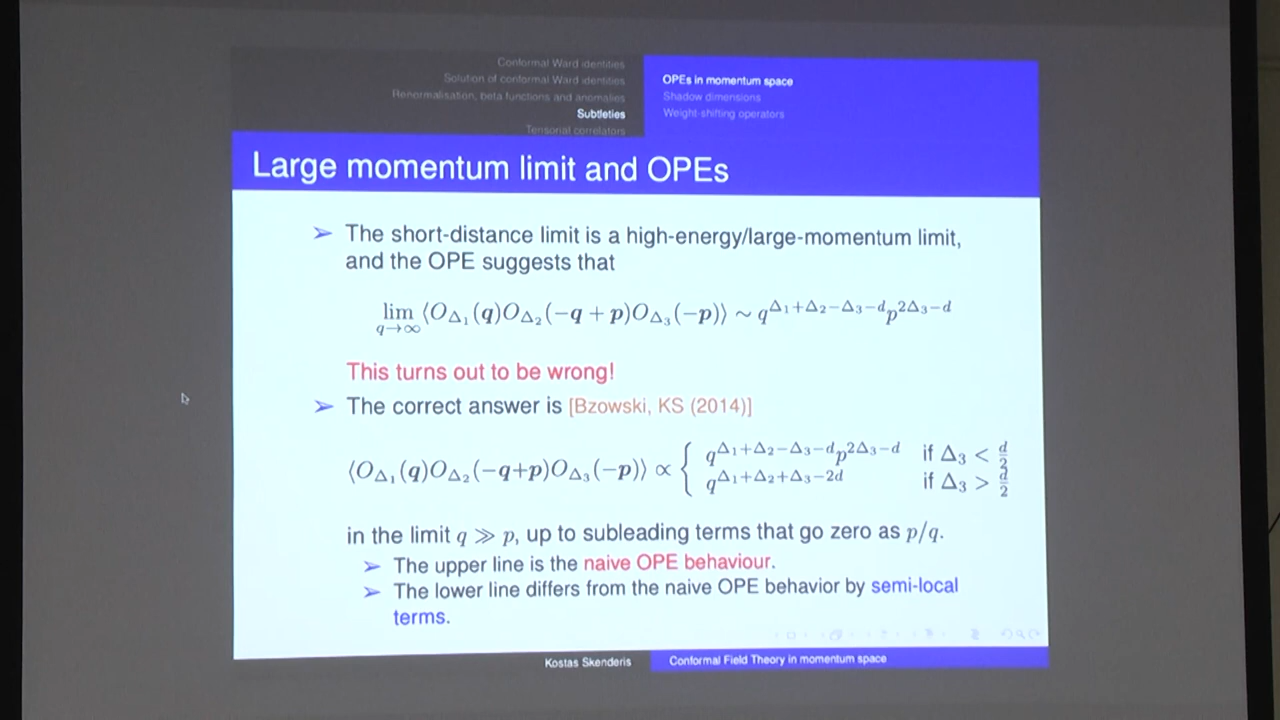 Conformal Ward identities
Solution of conformal Ward identities
Renormalisation, beta functions and anomalies
Subtleties
Tensorial correlators
OPEs in momentum space
Shadow dimensions
Weight-shifting operators
Large momentum limit and OPEs
➢ The short-distance limit is a high-energy/large-momentum limit,
and the OPE suggests that
lim_{q→∞} ⟨O_{Δ₁}(q)O_{Δ₂}(−q + p)O_{Δ₃}(−p)⟩ ∼ q^{Δ₁+Δ₂−Δ₃−d}p^{2Δ₃−d}
This turns out to be wrong!
➢ The correct answer is [Bzowski, KS (2014)]
⟨O_{Δ₁}(q)O_{Δ₂}(−q+p)O_{Δ₃}(−p)⟩ ∝ { q^{Δ₁+Δ₂−Δ₃−d}p^{2Δ₃−d} if Δ₃ < d/2
q^{Δ₁+Δ₂+Δ₃−2d} if Δ₃ > d/2
in the limit q ≫ p, up to subleading terms that go zero as p/q.
➢ The upper line is the naive OPE behaviour.
➢ The lower line differs from the naive OPE behavior by semi-local
terms.
Kostas Skenderis
Conformal Field Theory in momentum space